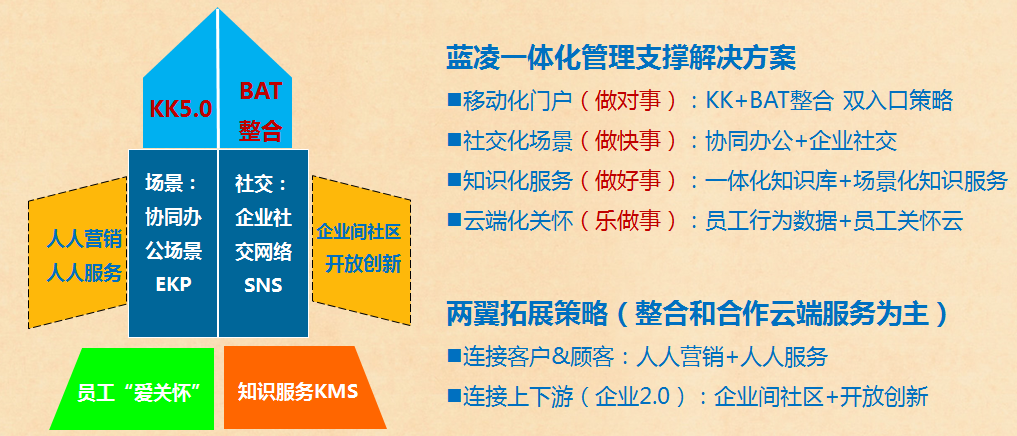 KK5.0
BAT
整合
场景：
协同办
公场景
EKP
社交：
企业社
交网络
SNS
人人营销
人人服务
企业间社区
开放创新
员工“爱关怀”
知识服务KMS
蓝凌一体化管理支撑解决方案
■移动化门户（做对事）：KK+BAT整合 双入口策略
■社交化场景（做快事）：协同办公+企业社交
■知识化服务（做好事）：一体化知识库+场景化知识服务
■云端化关怀（乐做事）：员工行为数据+员工关怀云
两翼拓展策略（整合和合作云端服务为主）
■连接客户&顾客：人人营销+人人服务
■连接上下游（企业2.0）：企业间社区+开放创新